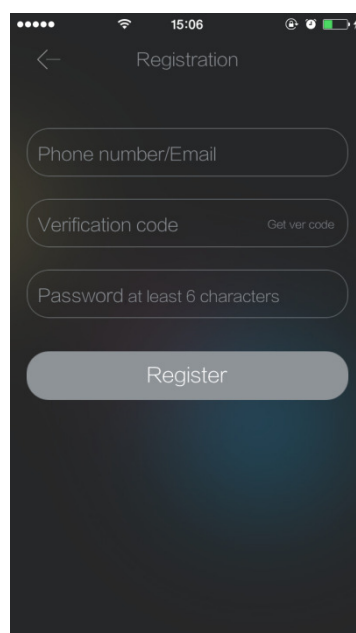 15:06
Registration
Phone number/Email
Verification code Get ver code
Password at least 6 characters
Register